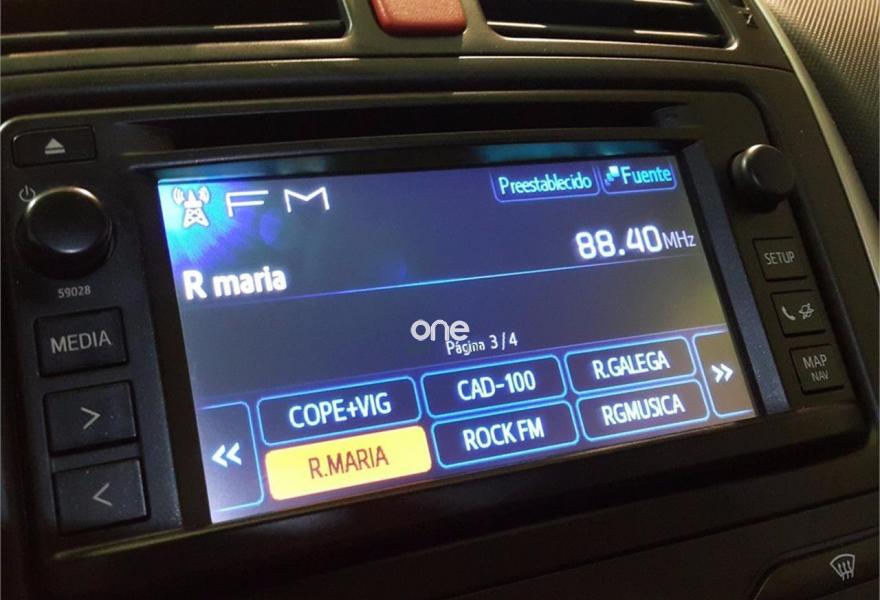 FM
Preestablecido
Fuente
88.40MHz
R maria
one
Página 3/4
COPE+VIG
CAD-100
R.GALEGA
<<
>>
R.MARIA
ROCK FM
RGMUSICA
59028
MEDIA
>
<
SETUP
MAP
NAV